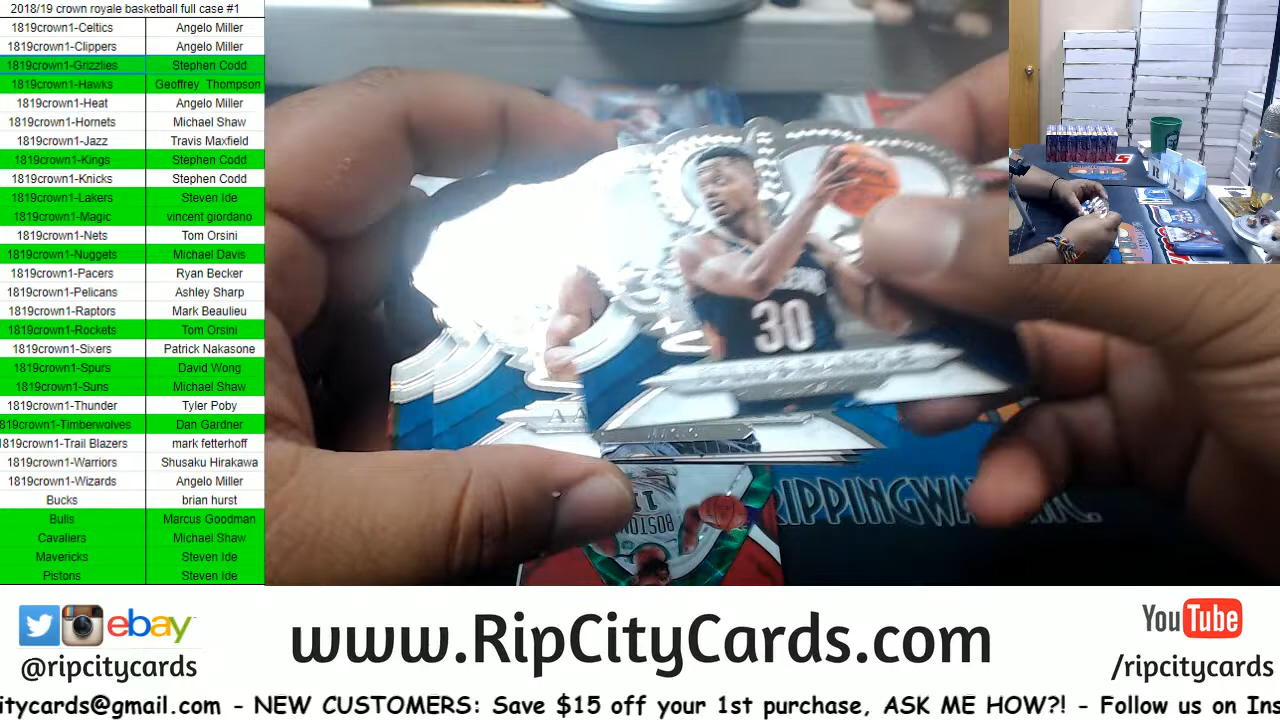 2018/19 crown royale basketball full case #1
1819crown1-Celtics Angelo Miller
1819crown1-Clippers Angelo Miller
1819crown1-Grizzlies Stephen Codd
1819crown1-Hawks Geoffrey Thompson
1819crown1-Heat Angelo Miller
1819crown1-Hornets Michael Shaw
1819crown1-Jazz Travis Maxfield
1819crown1-Kings Stephen Codd
1819crown1-Knicks Stephen Codd
1819crown1-Lakers Steven Ide
1819crown1-Magic vincent giordano
1819crown1-Nets Tom Orsini
1819crown1-Nuggets Michael Davis
1819crown1-Pacers Ryan Becker
1819crown1-Pelicans Ashley Sharp
1819crown1-Raptors Mark Beaulieu
1819crown1-Rockets Tom Orsini
1819crown1-Sixers Patrick Nakasone
1819crown1-Spurs David Wong
1819crown1-Suns Michael Shaw
1819crown1-Thunder Tyler Poby
1819crown1-Timberwolves Dan Gardner
1819crown1-Trail Blazers mark fetterhoff
1819crown1-Warriors Shusaku Hirakawa
1819crown1-Wizards Angelo Miller
Bucks brian hurst
Bulls Marcus Goodman
Cavaliers Michael Shaw
Mavericks Steven Ide
Pistons Steven Ide
30
11
BOSTON
RIPPINGWA
ebay
@ripcitycards
www.RipCityCards.com
YouTube
/ripcitycards
citycards@gmail.com - NEW CUSTOMERS: Save $15 off your 1st purchase, ASK ME HOW?! - Follow us on Ins